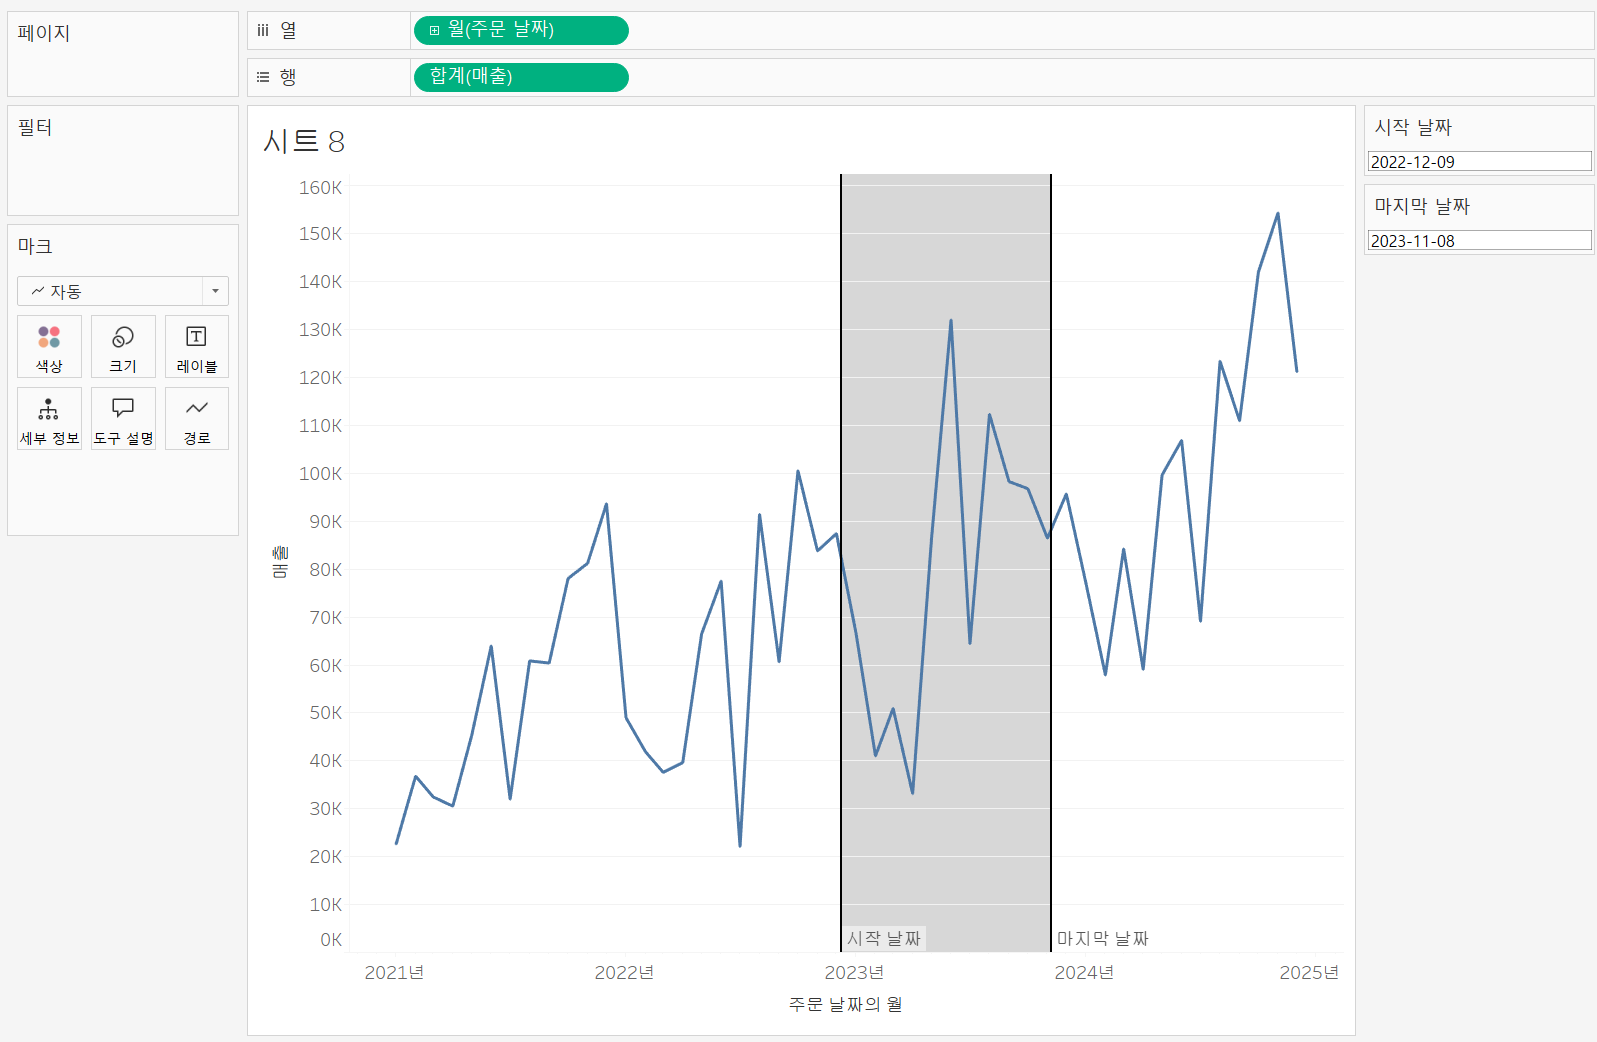 페이지
열
월(주문 날짜)
행
합계(매출)
필터
마크
자동
색상
크기
레이블
세부 정보
도구 설명
경로
시트 8
160K
150K
140K
130K
120K
110K
100K
90K
80K
70K
60K
50K
40K
30K
20K
10K
0K
매출
시작 날짜
마지막 날짜
2021년
2022년
2023년
2024년
2025년
주문 날짜의 월
시작 날짜
2022-12-09
마지막 날짜
2023-11-08